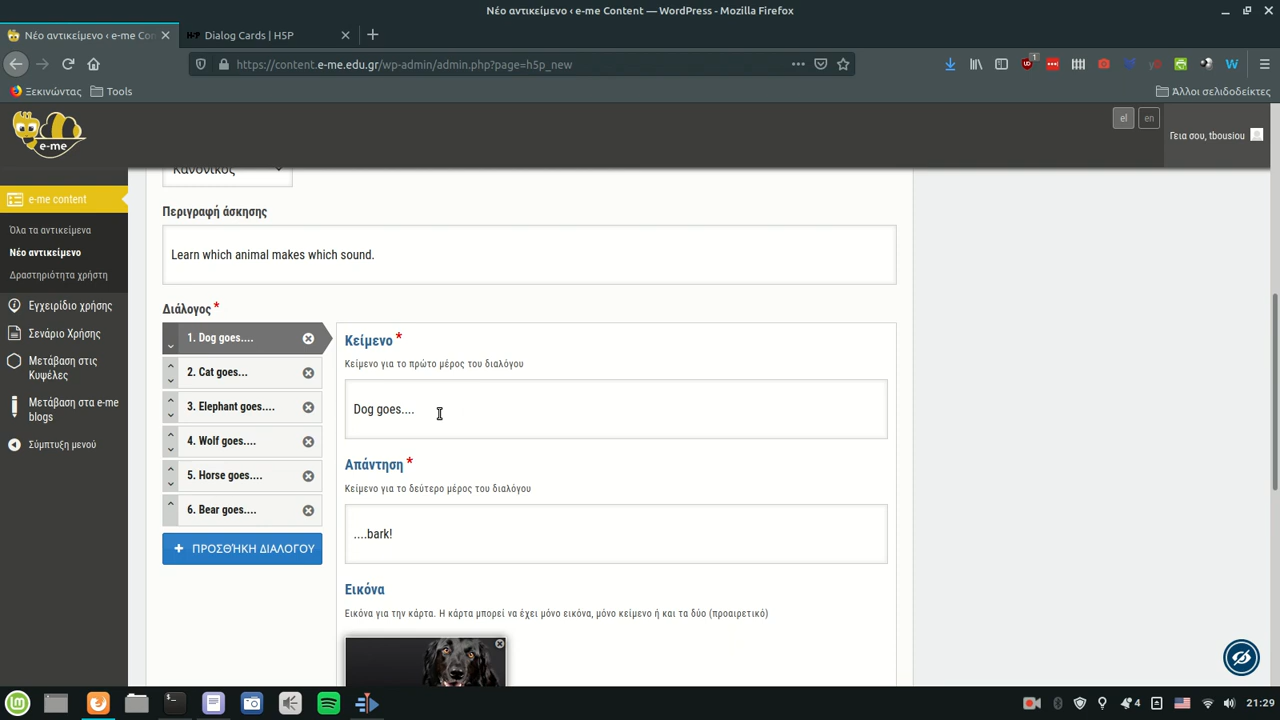 Νέο αντικείμενο ‹ e-me Content — WordPress - Mozilla Firefox
Νέο αντικείμενο ‹ e-me Con
H5P Dialog Cards | H5P
https://content.e-me.edu.gr/wp-admin/admin.php?page=h5p_new
Ξεκινώντας
Tools
Άλλοι σελιδοδείκτες
e-me
el
en
Γεια σου, tbousiou
e-me content
Όλα τα αντικείμενα
Νέο αντικείμενο
Δραστηριότητα χρήστη
Εγχειρίδιο χρήσης
Σενάριο Χρήσης
Μετάβαση στις
Κυψέλες
Μετάβαση στα e-me
blogs
Σύμπτυξη μενού
Κανονικός
Περιγραφή άσκησης
Learn which animal makes which sound.
Διάλογος *
1. Dog goes....
2. Cat goes...
3. Elephant goes....
4. Wolf goes....
5. Horse goes....
6. Bear goes....
+ ΠΡΟΣΘΉΚΗ ΔΙΑΛΟΓΟΥ
Κείμενο *
Κείμενο για το πρώτο μέρος του διαλόγου
Dog goes....
Απάντηση *
Κείμενο για το δεύτερο μέρος του διαλόγου
....bark!
Εικόνα
Εικόνα για την κάρτα. Η κάρτα μπορεί να έχει μόνο εικόνα, μόνο κείμενο ή και τα δύο (προαιρετικό)
21:29